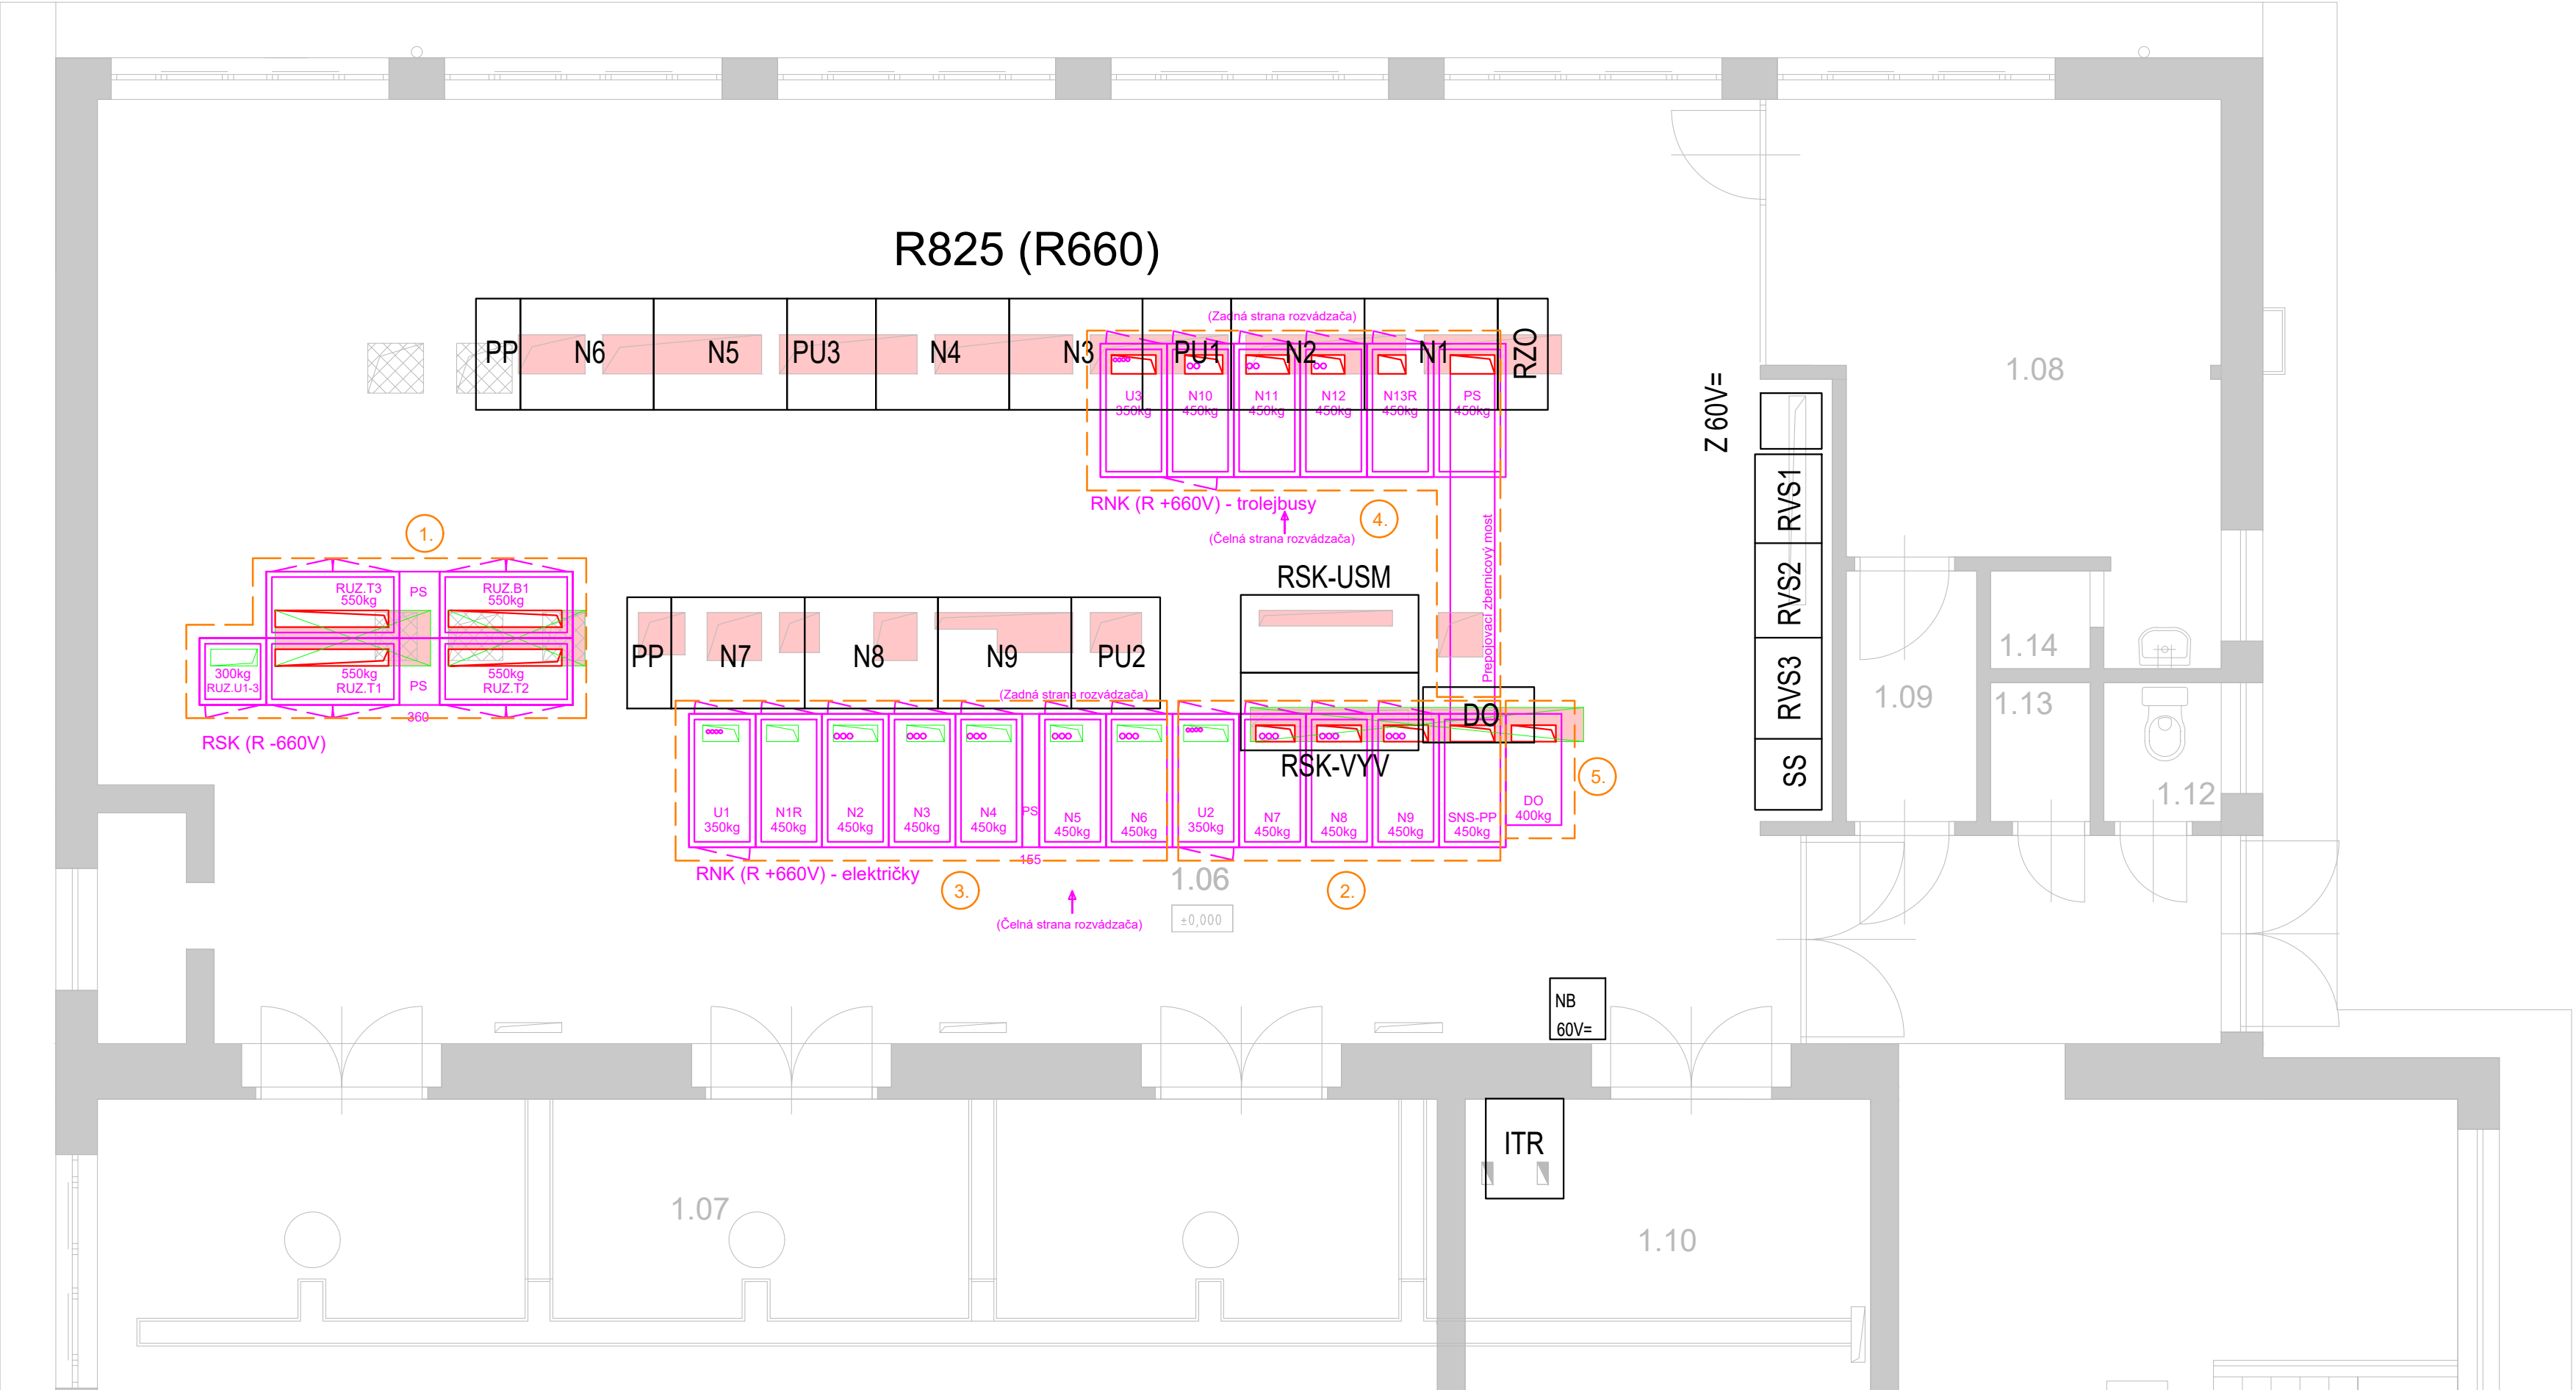 R825 (R660)
(Zadná strana rozvádzača)
PP
N6
N5
PU3
N4
N3
PU1
N2
N1
RZO
U3
350kg
N10
450kg
N11
450kg
N12
450kg
N13R
450kg
PS
450kg
RNK (R +660V) - trolejbusy
4.
(Čelná strana rozvádzača)
Prepojovací zbernicový most
Z 60V=
RVS1
RVS2
RVS3
SS
1.08
1.14
1.09
1.13
1.12
1.
RUZ.T3
550kg
PS
RUZ.B1
550kg
300kg
RUZ.U1-3
550kg
RUZ.T1
PS
550kg
RUZ.T2
360
RSK (R -660V)
RSK-USM
PP
N7
N8
N9
PU2
(Zadná strana rozvádzača)
DO
RSK-VYV
5.
U1
350kg
N1R
450kg
N2
450kg
N3
450kg
N4
450kg
PS
N5
450kg
N6
450kg
U2
350kg
N7
450kg
N8
450kg
N9
450kg
SNS-PP
450kg
DO
400kg
155
RNK (R +660V) - električky
3.
1.06
2.
±0,000
(Čelná strana rozvádzača)
NB
60V=
ITR
1.07
1.10